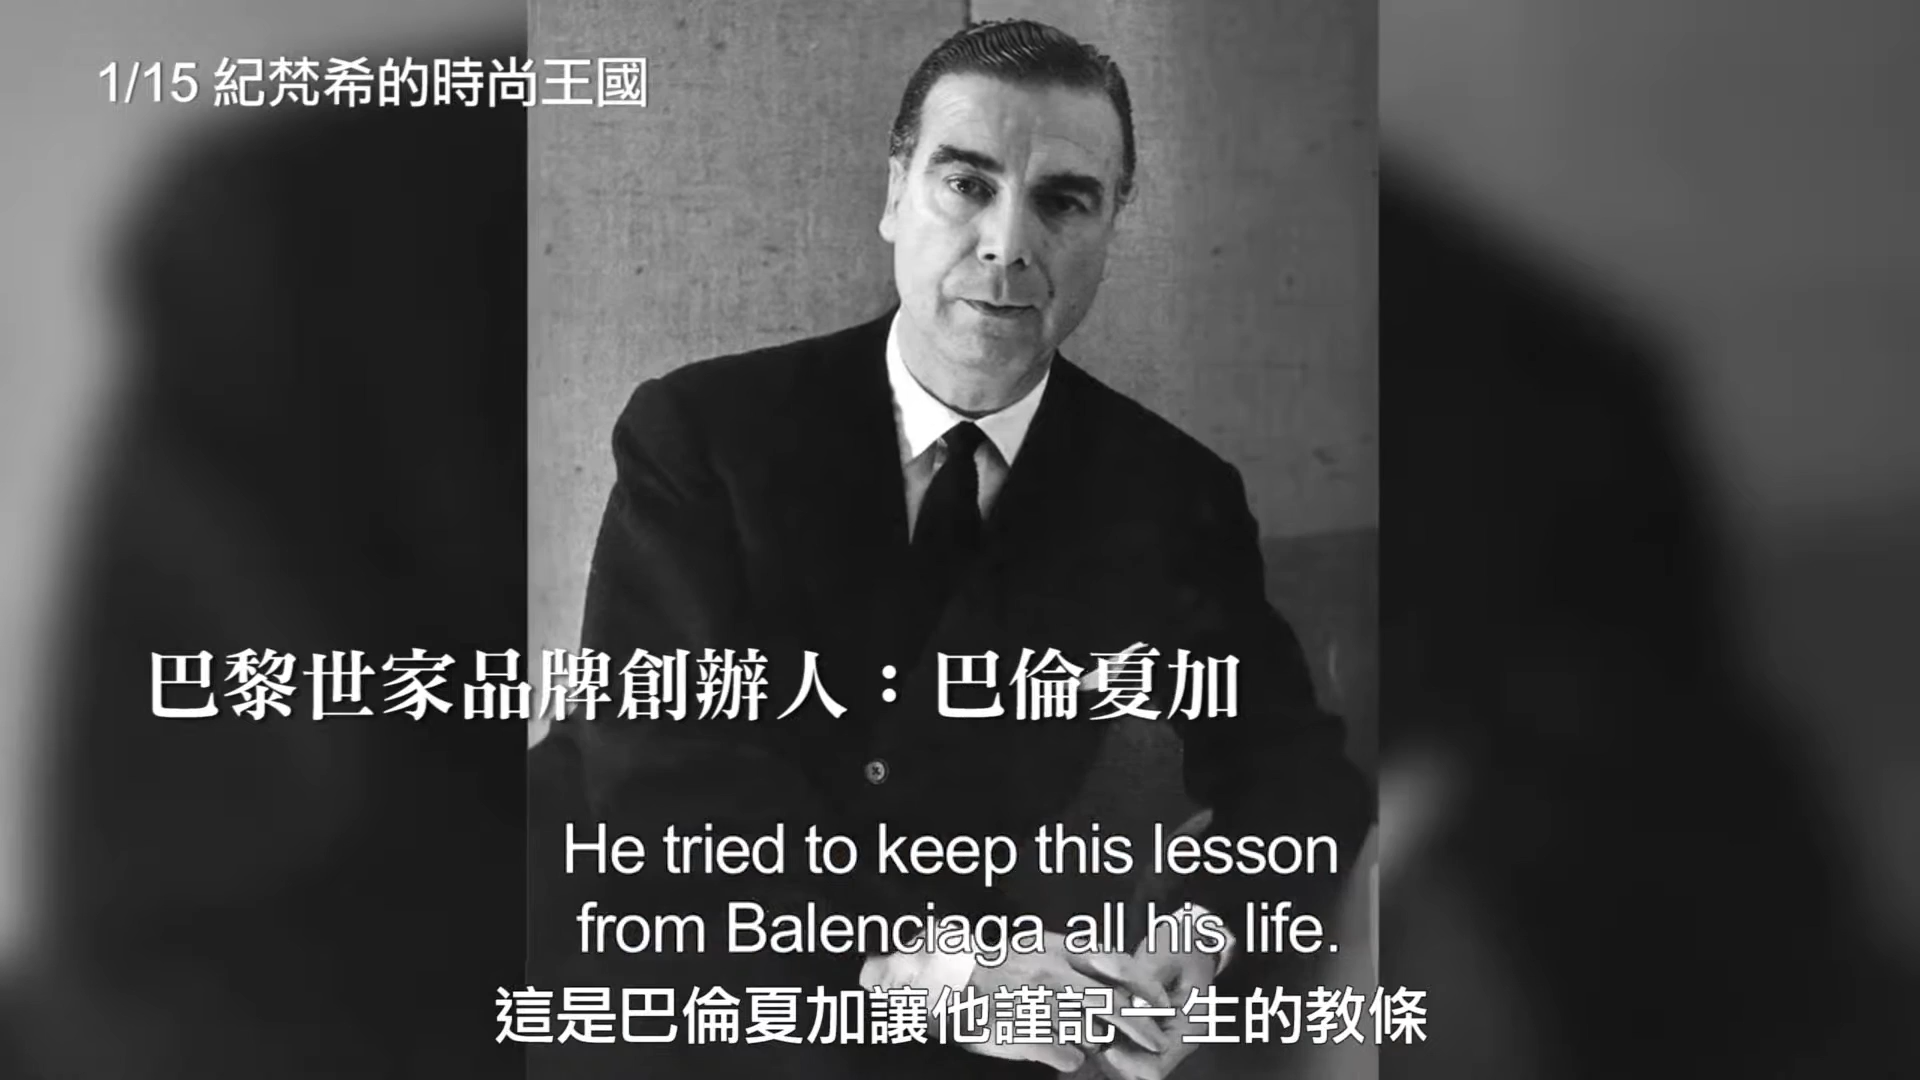 1/15 紀梵希的時尚王國
巴黎世家品牌創辦人：巴倫夏加
He tried to keep this lesson
from Balenciaga all his life.
這是巴倫夏加讓他謹記一生的教條